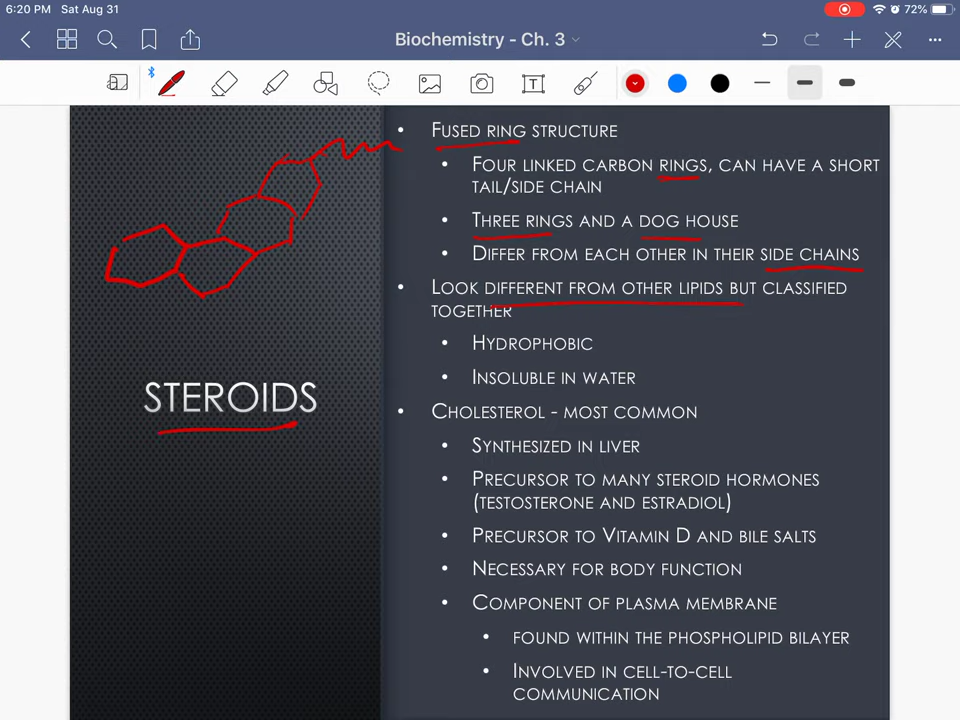 6:20 PM Sat Aug 31 72%
Biochemistry - Ch. 3
T
STEROIDS
• FUSED RING STRUCTURE
• FOUR LINKED CARBON RINGS, CAN HAVE A SHORT
TAIL/SIDE CHAIN
• THREE RINGS AND A DOG HOUSE
• DIFFER FROM EACH OTHER IN THEIR SIDE CHAINS
• LOOK DIFFERENT FROM OTHER LIPIDS BUT CLASSIFIED
TOGETHER
• HYDROPHOBIC
• INSOLUBLE IN WATER
• CHOLESTEROL - MOST COMMON
• SYNTHESIZED IN LIVER
• PRECURSOR TO MANY STEROID HORMONES
(TESTOSTERONE AND ESTRADIOL)
• PRECURSOR TO VITAMIN D AND BILE SALTS
• NECESSARY FOR BODY FUNCTION
• COMPONENT OF PLASMA MEMBRANE
• FOUND WITHIN THE PHOSPHOLIPID BILAYER
• INVOLVED IN CELL-TO-CELL
COMMUNICATION